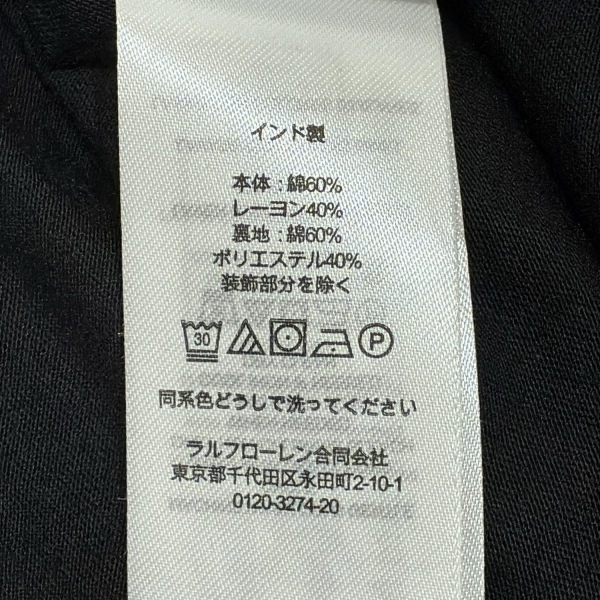 インド製
本体：綿60%
レーヨン40%
裏地：綿60%
ポリエステル40%
装飾部分を除く
30 P
同系色どうしで洗ってください
ラルフローレン合同会社
東京都千代田区永田町2-10-1
0120-3274-20